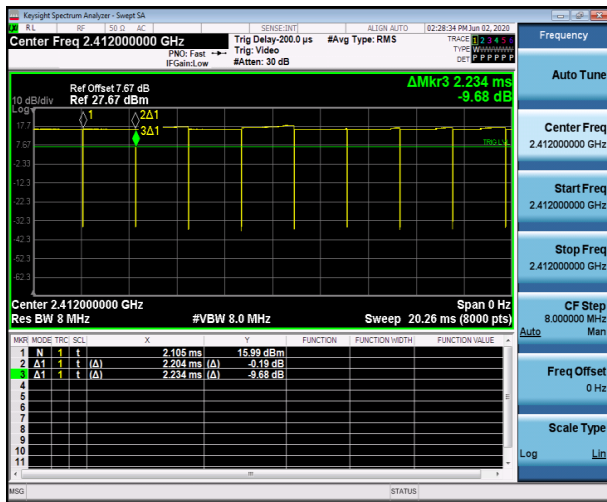 Keysight Spectrum Analyzer - Swept SA
RL RF 50 Ω AC SENSE:INT ALIGN AUTO 02:28:34 PM Jun 02, 2020
Center Freq 2.412000000 GHz
PNO: Fast
IFGain:Low
Trig Delay-200.0 µs
Trig: Video
#Atten: 30 dB
#Avg Type: RMS
TRACE 1 2 3 4 5 6
TYPE WWWWWW
DET P P P P P P
Ref Offset 7.67 dB
10 dB/div Ref 27.67 dBm
ΔMkr3 2.234 ms
-9.68 dB
Log
1 2Δ1
3Δ1
17.7
7.67
TRIG LVL
-2.33
-12.3
-22.3
-32.3
-42.3
-52.3
-62.3
Center 2.412000000 GHz Span 0 Hz
Res BW 8 MHz #VBW 8.0 MHz Sweep 20.26 ms (8000 pts)
MKR MODE TRC SCL X Y FUNCTION FUNCTION WIDTH FUNCTION VALUE
1 N 1 t 2.105 ms 15.99 dBm
2 Δ1 1 t (Δ) 2.204 ms (Δ) -0.19 dB
3 Δ1 1 t (Δ) 2.234 ms (Δ) -9.68 dB
4
5
6
7
8
9
10
11
MSG STATUS
Frequency
Auto Tune
Center Freq
2.412000000 GHz
Start Freq
2.412000000 GHz
Stop Freq
2.412000000 GHz
CF Step
8.000000 MHz
Auto Man
Freq Offset
0 Hz
Scale Type
Log Lin